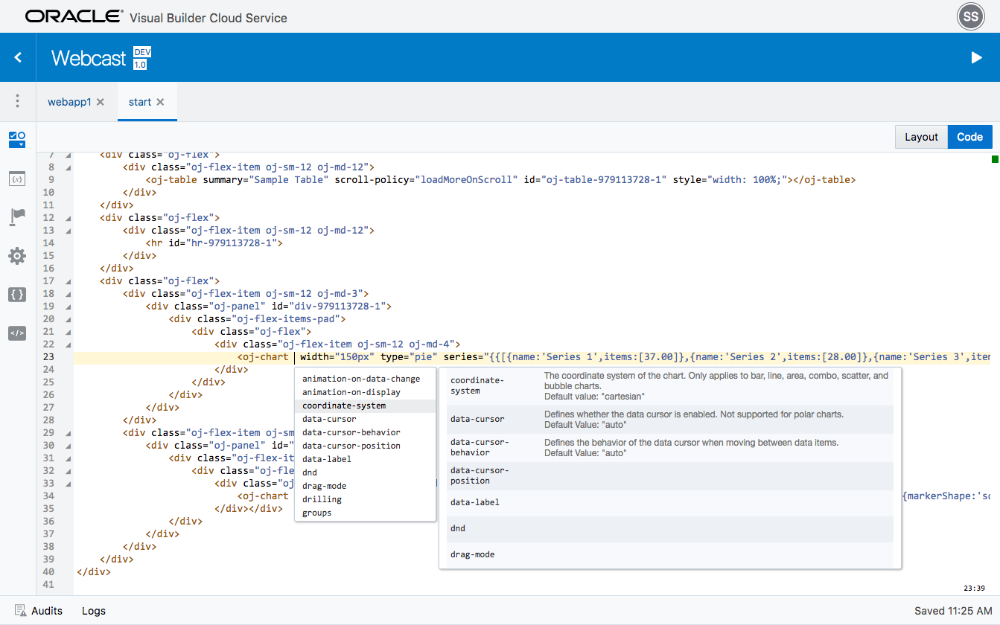 ORACLE® Visual Builder Cloud Service
SS
Webcast DEV 1.0
webapp1 × start ×
Layout Code
7 <div class="oj-flex">
8 <div class="oj-flex-item oj-sm-12 oj-md-12">
9 <oj-table summary="Sample Table" scroll-policy="loadMoreOnScroll" id="oj-table-979113728-1" style="width: 100%;"></oj-table>
10 </div>
11 </div>
12 <div class="oj-flex">
13 <div class="oj-flex-item oj-sm-12 oj-md-12">
14 <hr id="hr-979113728-1">
15 </div>
16 </div>
17 <div class="oj-flex">
18 <div class="oj-flex-item oj-sm-12 oj-md-3">
19 <div class="oj-panel" id="div-979113728-1">
20 <div class="oj-flex-items-pad">
21 <div class="oj-flex">
22 <div class="oj-flex-item oj-sm-12 oj-md-4">
23 <oj-chart width="150px" type="pie" series="{{[{name:'Series 1',items:[37.00]},{name:'Series 2',items:[28.00]},{name:'Series 3',item
24 </div>
25 </div>
26 </div>
27 </div>
28 </div>
29 <div class="oj-flex-item oj-sm
30 <div class="oj-panel" id="
31 <div class="oj-flex-it
32 <div class="oj-fle
33 <div class="oj
34 <oj-chart {markerShape:'sc
35 </div></div>
36 </div>
37 </div>
38 </div>
39 </div>
40 </div>
41
animation-on-data-change
animation-on-display
coordinate-system
data-cursor
data-cursor-behavior
data-cursor-position
data-label
dnd
drag-mode
drilling
groups
coordinate-system The coordinate system of the chart. Only applies to bar, line, area, combo, scatter, and
bubble charts.
Default value: "cartesian"
data-cursor Defines whether the data cursor is enabled. Not supported for polar charts.
Default Value: "auto"
data-cursor-behavior Defines the behavior of the data cursor when moving between data items.
Default Value: "auto"
data-cursor-
position
data-label
dnd
drag-mode
23:39
Audits Logs Saved 11:25 AM